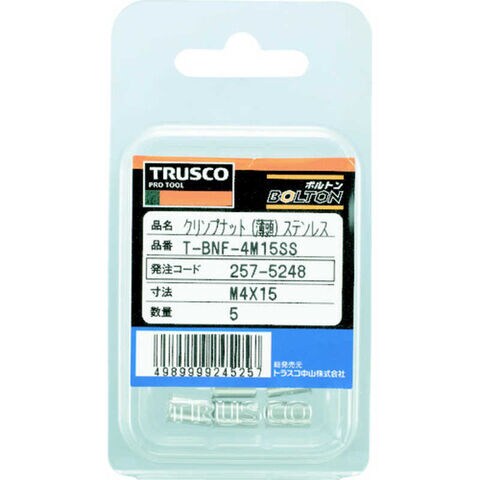 TRUSCO
PRO TOOL
ボルトン
BOLTON
品名 クリンプナット(薄頭)ステンレス
品番 T-BNF-4M15SS
発注コード 257-5248
寸法 M4X15
数量 5
4989999245257
総発売元
トラスコ中山株式会社
TRUSCO